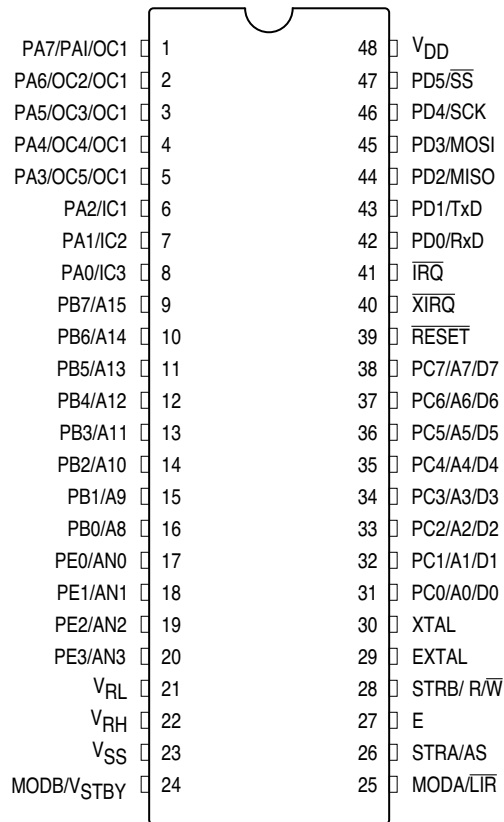 PA7/PAI/OC1 1 48 VDD
PA6/OC2/OC1 2 47 PD5/S̅S̅
PA5/OC3/OC1 3 46 PD4/SCK
PA4/OC4/OC1 4 45 PD3/MOSI
PA3/OC5/OC1 5 44 PD2/MISO
PA2/IC1 6 43 PD1/TxD
PA1/IC2 7 42 PD0/RxD
PA0/IC3 8 41 I̅R̅Q̅
PB7/A15 9 40 X̅I̅R̅Q̅
PB6/A14 10 39 R̅E̅S̅E̅T̅
PB5/A13 11 38 PC7/A7/D7
PB4/A12 12 37 PC6/A6/D6
PB3/A11 13 36 PC5/A5/D5
PB2/A10 14 35 PC4/A4/D4
PB1/A9 15 34 PC3/A3/D3
PB0/A8 16 33 PC2/A2/D2
PE0/AN0 17 32 PC1/A1/D1
PE1/AN1 18 31 PC0/A0/D0
PE2/AN2 19 30 XTAL
PE3/AN3 20 29 EXTAL
VRL 21 28 STRB/ R/W̅
VRH 22 27 E
VSS 23 26 STRA/AS
MODB/VSTBY 24 25 MODA/L̅I̅R̅